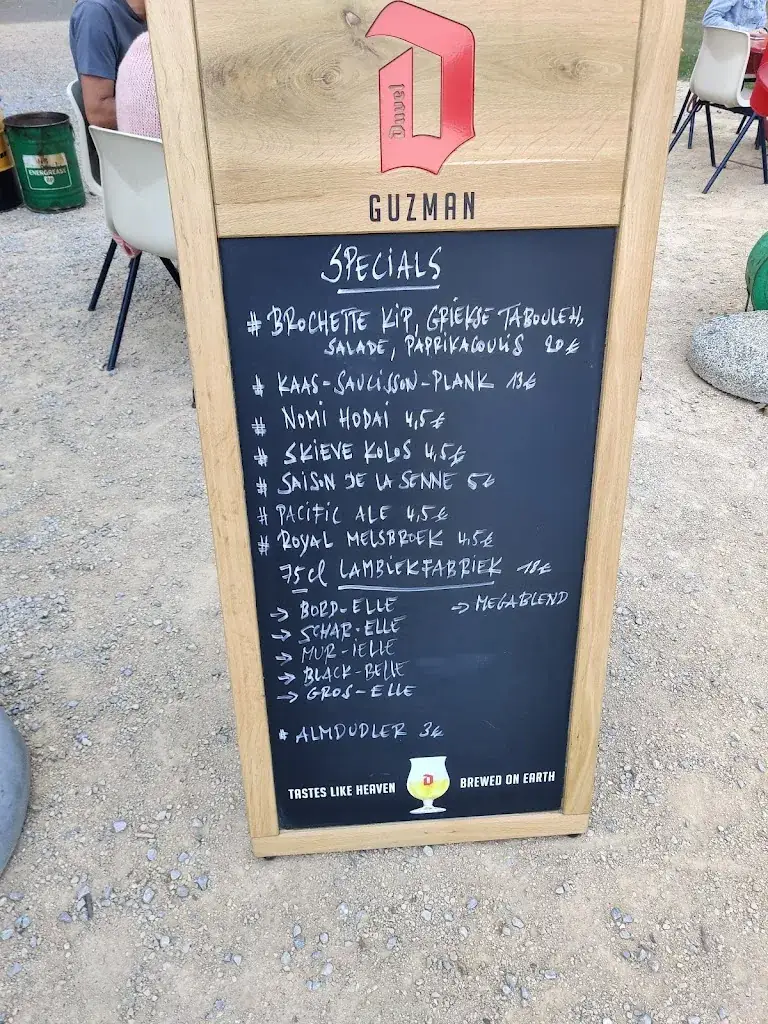 Duvel
GUZMAN
SPECIALS
# BROCHETTE KIP, GRIEKSE TABOULEH,
SALADE, PAPRIKACOULIS 20€
# KAAS-SAUCISSON-PLANK 13€
# NOMI HODAI 4,5€
# SKIEVE KOLOS 4,5€
# SAISON DE LA SENNE 5€
# PACIFIC ALE 4,5€
# ROYAL MELSBROEK 4,5€
75cl LAMBIEKFABRIEK 18€
→ BORD-ELLE → MEGABLEND
→ SCHAR-ELLE
→ MUR-IELLE
→ BLACK-BELLE
→ GROS-ELLE
# ALMDUDLER 3€
TASTES LIKE HEAVEN BREWED ON EARTH
ENERGREASE